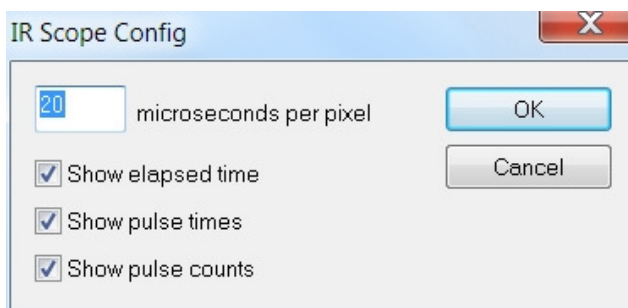 IR Scope Config
X
20 microseconds per pixel
OK
Cancel
Show elapsed time
Show pulse times
Show pulse counts